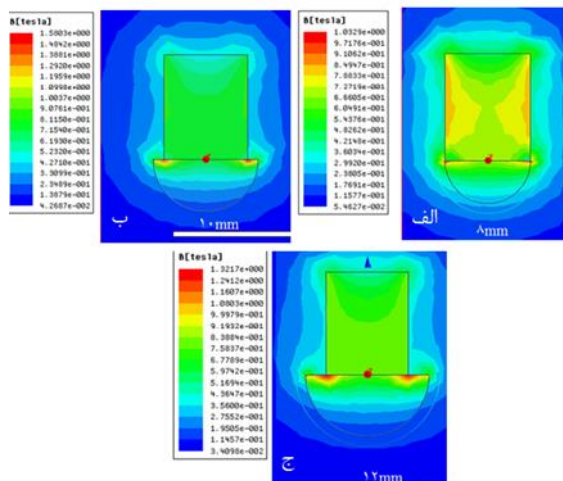 B[tesla]
1.5803e+000
1.4842e+000
1.3881e+000
1.2920e+000
1.1959e+000
1.0998e+000
1.0037e+000
9.0761e-001
8.1150e-001
7.1540e-001
6.1930e-001
5.2320e-001
4.2710e-001
3.3099e-001
2.3489e-001
1.3879e-001
4.2687e-002
ب
۱۰mm
B[tesla]
1.0329e+000
9.7176e-001
9.1062e-001
8.4947e-001
7.8833e-001
7.2719e-001
6.6605e-001
6.0491e-001
5.4376e-001
4.8262e-001
4.2148e-001
3.6034e-001
2.9920e-001
2.3805e-001
1.7691e-001
1.1577e-001
5.4627e-002
الف
۸mm
B[tesla]
1.3217e+000
1.2412e+000
1.1607e+000
1.0803e+000
9.9979e-001
9.1932e-001
8.3884e-001
7.5837e-001
6.7789e-001
5.9742e-001
5.1694e-001
4.3647e-001
3.5600e-001
2.7552e-001
1.9505e-001
1.1457e-001
3.4098e-002
ج
۱۲mm